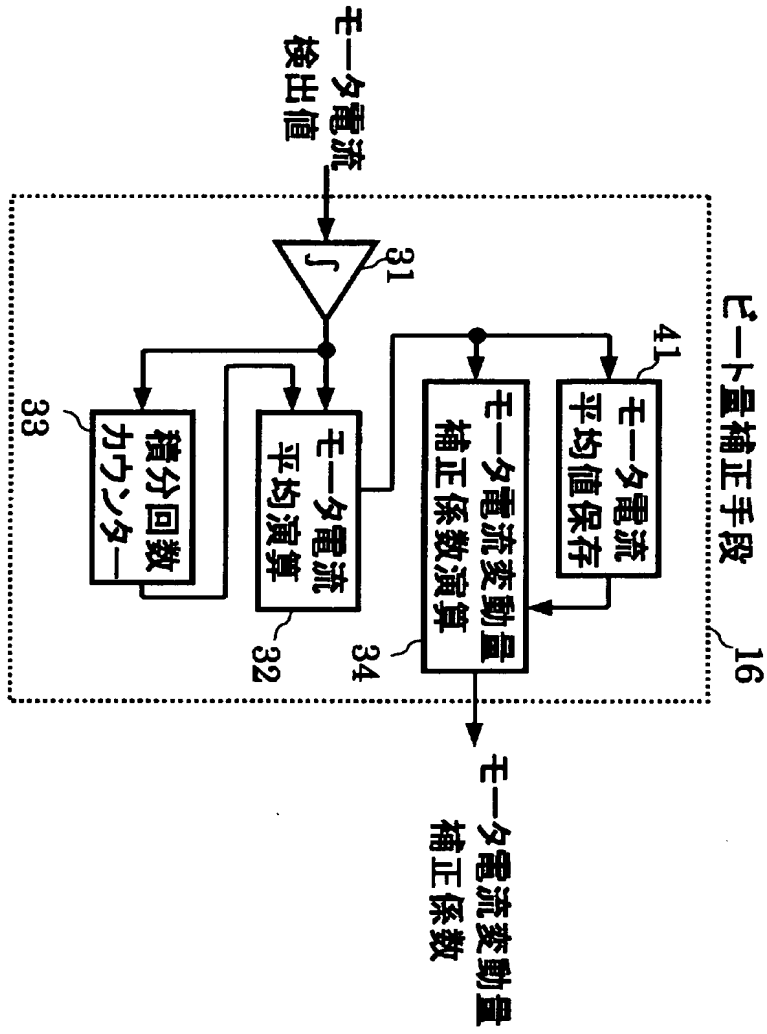 ビート量補正手段
16
41
モータ電流
平均値保存
モータ電流変動量
補正係数演算
34
モータ電流変動量
補正係数
モータ電流
検出値
31
∫
モータ電流
平均演算
32
積分回数
カウンター
33